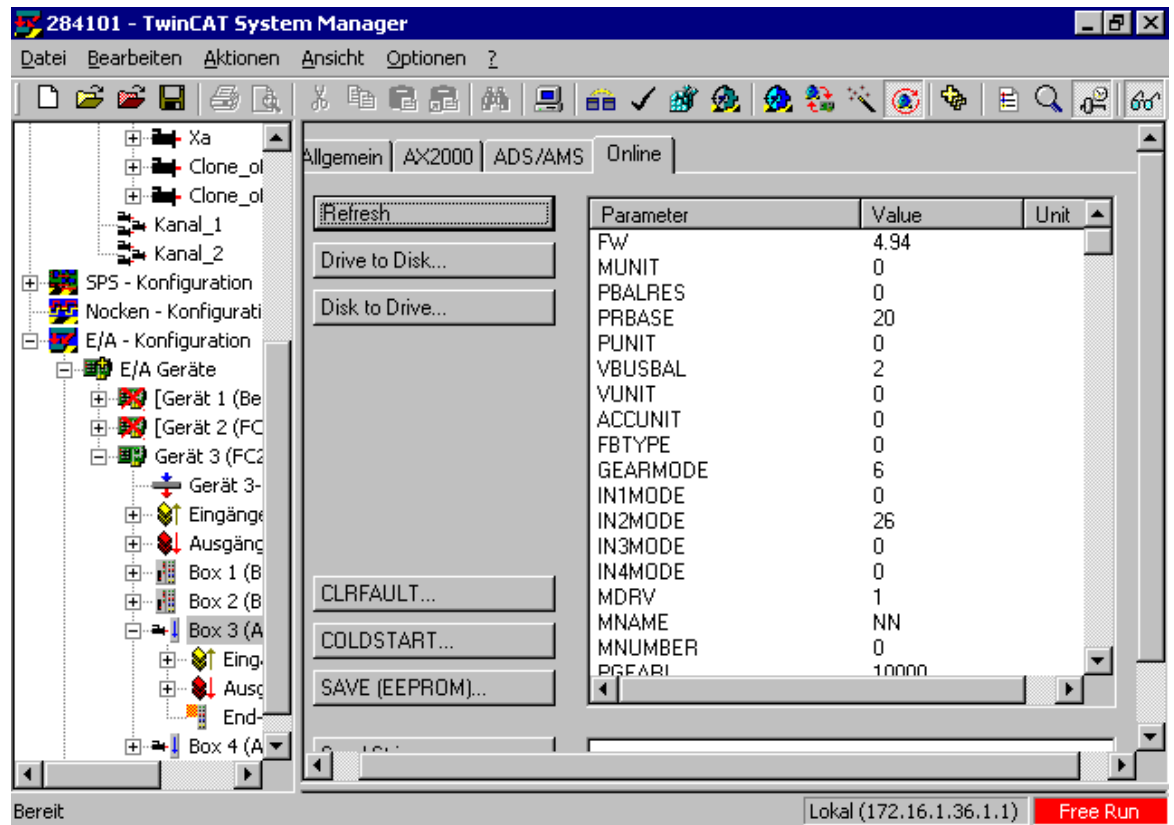 284101 - TwinCAT System Manager
Datei Bearbeiten Aktionen Ansicht Optionen ?
Xa
Clone_ol
Clone_ol
Kanal_1
Kanal_2
SPS - Konfiguration
Nocken - Konfigurati
E/A - Konfiguration
E/A Geräte
[Gerät 1 (Be
[Gerät 2 (FC
Gerät 3 (FC2
Gerät 3-
Eingänge
Ausgäng
Box 1 (B
Box 2 (B
Box 3 (A
Eing
Ausg
End-
Box 4 (A
Allgemein AX2000 ADS/AMS Online
Refresh
Drive to Disk...
Disk to Drive...
CLRFAULT...
COLDSTART...
SAVE (EEPROM)...
Parameter Value Unit
FW 4.94
MUNIT 0
PBALRES 0
PRBASE 20
PUNIT 0
VBUSBAL 2
VUNIT 0
ACCUNIT 0
FBTYPE 0
GEARMODE 6
IN1MODE 0
IN2MODE 26
IN3MODE 0
IN4MODE 0
MDRV 1
MNAME NN
MNUMBER 0
PGEARI 10000
Bereit
Lokal (172.16.1.36.1.1) Free Run